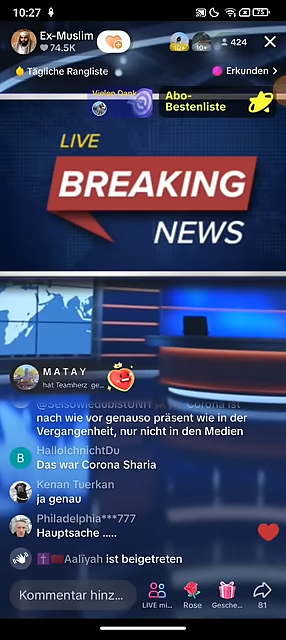 10:27
75
Ex-Muslim
74.5K
10+
10+
424
Tägliche Rangliste
Erkunden >
Vielen Dank
Abo-
Bestenliste
LIVE
BREAKING
NEWS
M A T A Y
hat Teamherz ge...
Corona ist
nach wie vor genauso präsent wie in der
Vergangenheit, nur nicht in den Medien
B
HalloIchnichtDu
Das war Corona Sharia
Kenan Tuerkan
ja genau
Philadelphia***777
Hauptsache .....
Aaliyah ist beigetreten
Kommentar hinz...
LIVE mi...
Rose
Gesche...
81